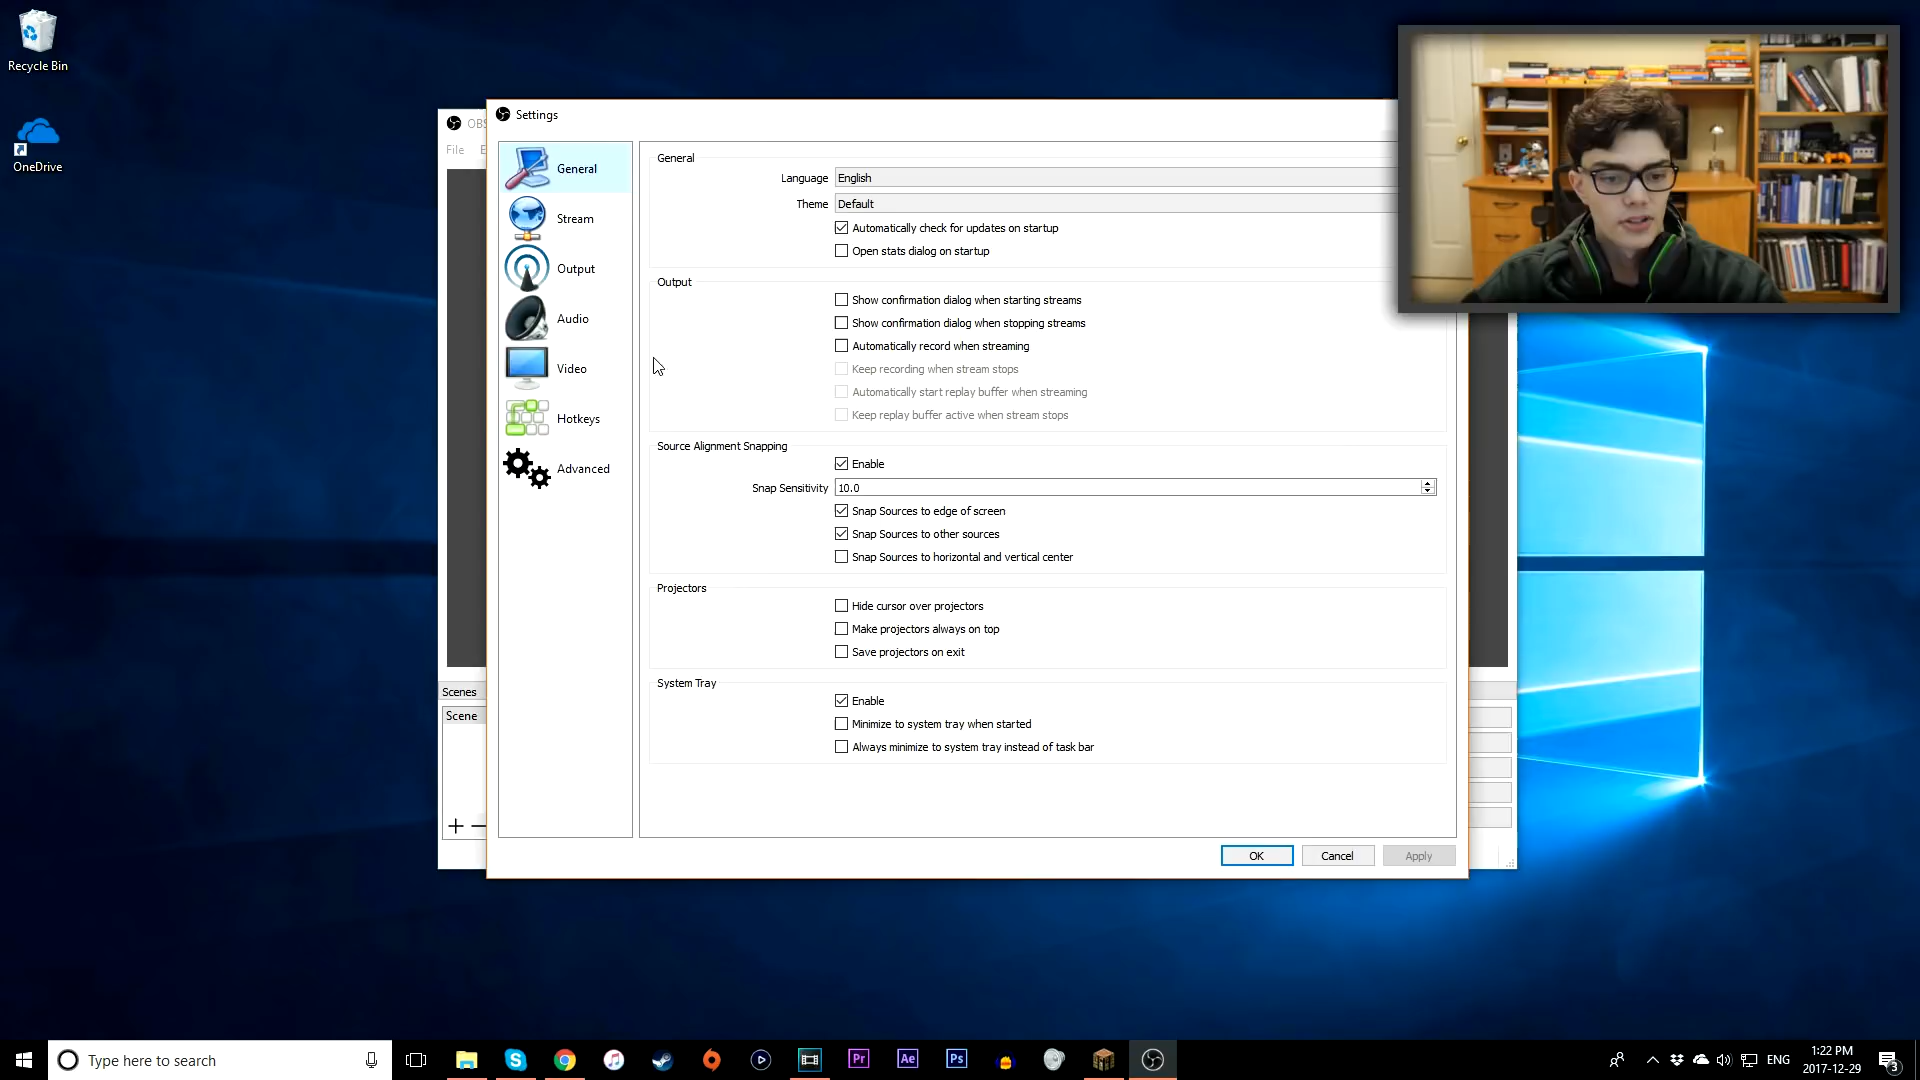 Recycle Bin
OneDrive
OBS
File
E
Settings
General
Stream
Output
Audio
Video
Hotkeys
Advanced
General
Language English
Theme Default
Automatically check for updates on startup
Open stats dialog on startup
Output
Show confirmation dialog when starting streams
Show confirmation dialog when stopping streams
Automatically record when streaming
Keep recording when stream stops
Automatically start replay buffer when streaming
Keep replay buffer active when stream stops
Source Alignment Snapping
Enable
Snap Sensitivity 10.0
Snap Sources to edge of screen
Snap Sources to other sources
Snap Sources to horizontal and vertical center
Projectors
Hide cursor over projectors
Make projectors always on top
Save projectors on exit
System Tray
Enable
Minimize to system tray when started
Always minimize to system tray instead of task bar
Scenes
Scene
OK
Cancel
Apply
Type here to search
Pr
Ae
Ps
ENG
1:22 PM
2017-12-29
3